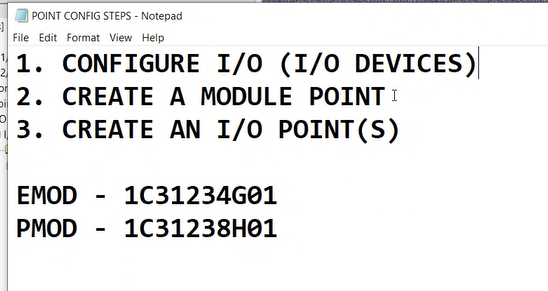 POINT CONFIG STEPS - Notepad
File Edit Format View Help
1. CONFIGURE I/O (I/O DEVICES)
2. CREATE A MODULE POINT
3. CREATE AN I/O POINT(S)
EMOD - 1C31234G01
PMOD - 1C31238H01